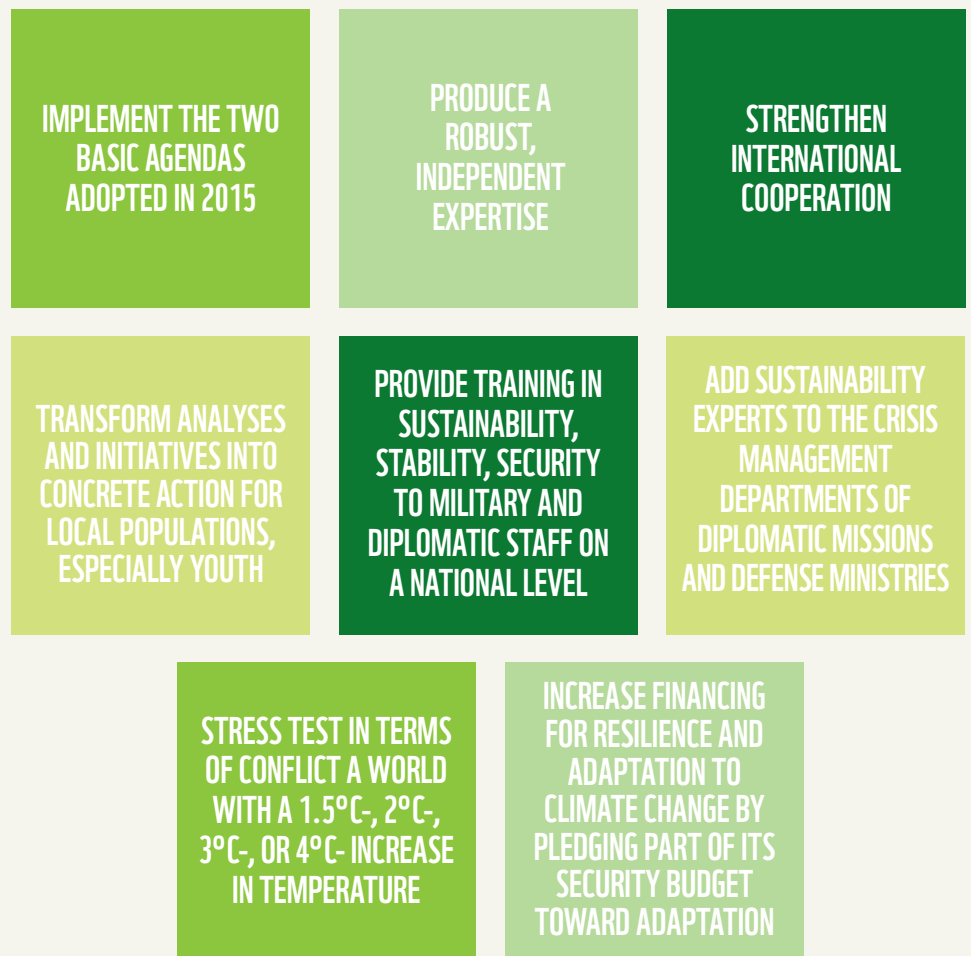 IMPLEMENT THE TWO
BASIC AGENDAS
ADOPTED IN 2015
PRODUCE A
ROBUST,
INDEPENDENT
EXPERTISE
STRENGTHEN
INTERNATIONAL
COOPERATION
TRANSFORM ANALYSES
AND INITIATIVES INTO
CONCRETE ACTION FOR
LOCAL POPULATIONS,
ESPECIALLY YOUTH
PROVIDE TRAINING IN
SUSTAINABILITY,
STABILITY, SECURITY
TO MILITARY AND
DIPLOMATIC STAFF ON
A NATIONAL LEVEL
ADD SUSTAINABILITY
EXPERTS TO THE CRISIS
MANAGEMENT
DEPARTMENTS OF
DIPLOMATIC MISSIONS
AND DEFENSE MINISTRIES
STRESS TEST IN TERMS
OF CONFLICT A WORLD
WITH A 1.5ºC-, 2ºC-,
3ºC-, OR 4ºC- INCREASE
IN TEMPERATURE
INCREASE FINANCING
FOR RESILIENCE AND
ADAPTATION TO
CLIMATE CHANGE BY
PLEDGING PART OF ITS
SECURITY BUDGET
TOWARD ADAPTATION